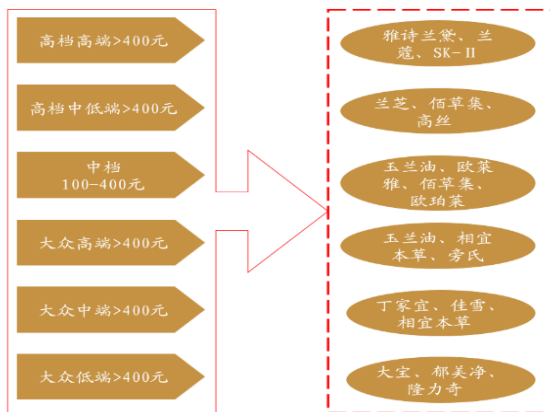 高档高端>400元
高档中低端>400元
中档
100-400元
大众高端>400元
大众中端>400元
大众低端>400元
雅诗兰黛、兰
蔻、SK-II
兰芝、佰草集、
高丝
玉兰油、欧莱
雅、佰草集、
欧珀莱
玉兰油、相宜
本草、旁氏
丁家宜、佳雪、
相宜本草
大宝、郁美净、
隆力奇